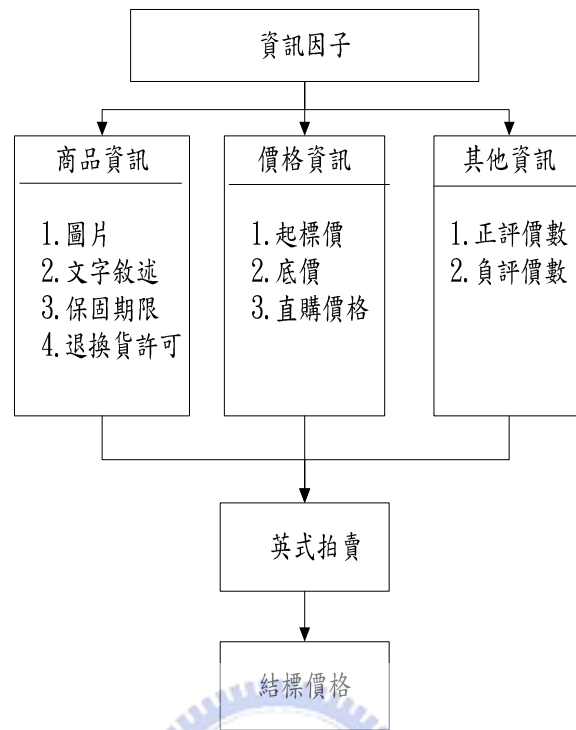 資訊因子
商品資訊
1.圖片
2.文字敘述
3.保固期限
4.退換貨許可
價格資訊
1.起標價
2.底價
3.直購價格
其他資訊
1.正評價數
2.負評價數
英式拍賣
結標價格